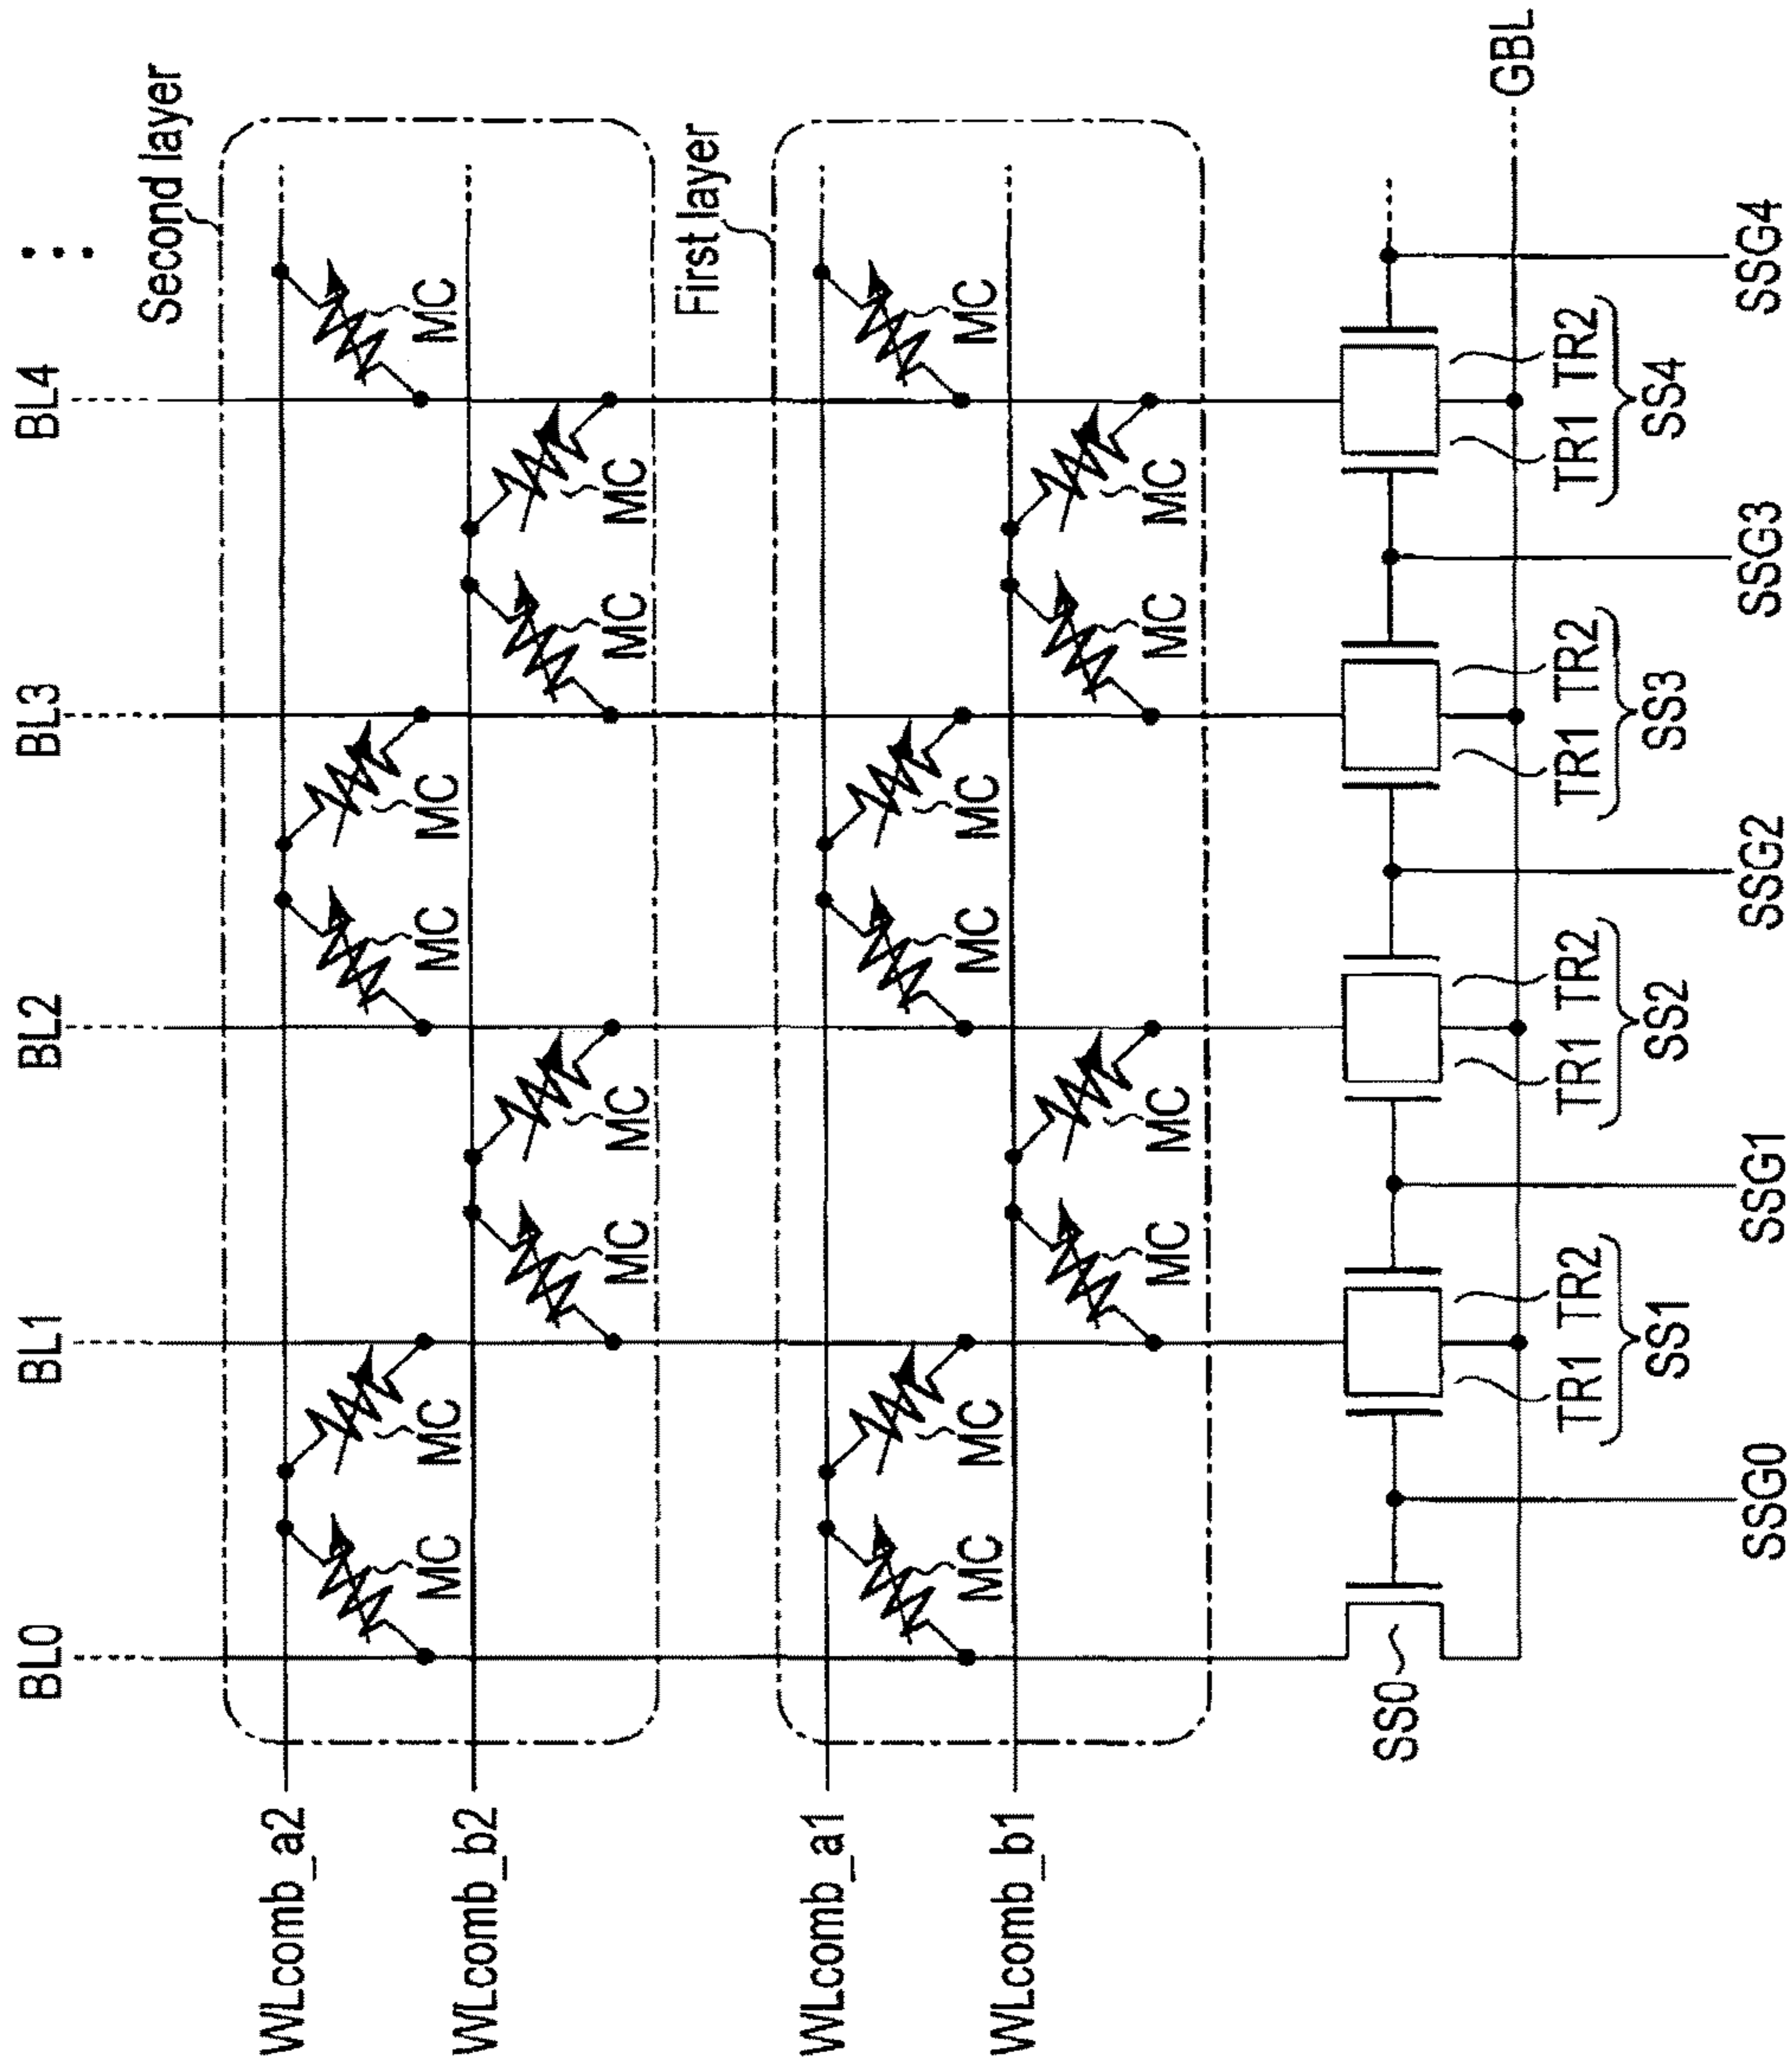 BL0
BL1
BL2
BL3
BL4
...
Second layer
WLcomb_a2
MC
MC
MC
MC
MC
WLcomb_b2
MC
MC
MC
MC
First layer
WLcomb_a1
MC
MC
MC
MC
MC
WLcomb_b1
MC
MC
MC
MC
SS0
GBL
TR1 TR2
TR1 TR2
TR1 TR2
TR1 TR2
SS1
SS2
SS3
SS4
SSG0
SSG1
SSG2
SSG3
SSG4